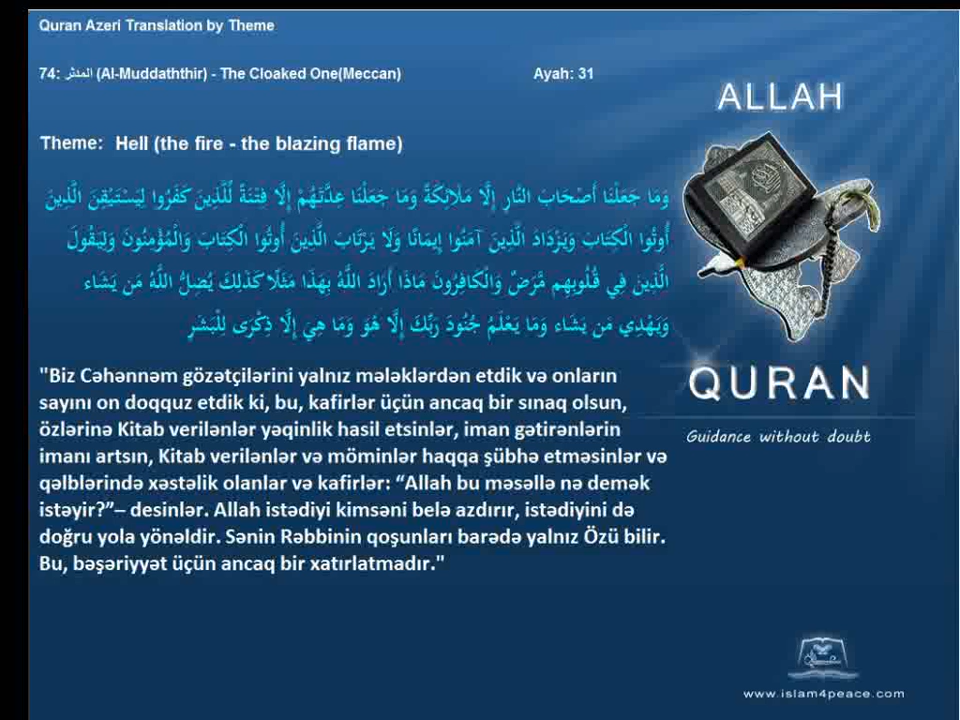 Quran Azeri Translation by Theme
74: المدثر (Al-Muddaththir) - The Cloaked One(Meccan) Ayah: 31
Theme: Hell (the fire - the blazing flame)
وَمَا جَعَلْنَا أَصْحَابَ النَّارِ إِلَّا مَلَائِكَةً وَمَا جَعَلْنَا عِدَّتَهُمْ إِلَّا فِتْنَةً لِّلَّذِينَ كَفَرُوا لِيَسْتَيْقِنَ الَّذِينَ
أُوتُوا الْكِتَابَ وَيَزْدَادَ الَّذِينَ آمَنُوا إِيمَانًا وَلَا يَرْتَابَ الَّذِينَ أُوتُوا الْكِتَابَ وَالْمُؤْمِنُونَ وَلِيَقُولَ
الَّذِينَ فِي قُلُوبِهِم مَّرَضٌ وَالْكَافِرُونَ مَاذَا أَرَادَ اللَّهُ بِهَذَا مَثَلًا كَذَلِكَ يُضِلُّ اللَّهُ مَن يَشَاء
وَيَهْدِي مَن يَشَاء وَمَا يَعْلَمُ جُنُودَ رَبِّكَ إِلَّا هُوَ وَمَا هِيَ إِلَّا ذِكْرَى لِلْبَشَرِ
"Biz Cəhənnəm gözətçilərini yalnız mələklərdən etdik və onların
sayını on doqquz etdik ki, bu, kafirlər üçün ancaq bir sınaq olsun,
özlərinə Kitab verilənlər yəqinlik hasil etsinlər, iman gətirənlərin
imanı artsın, Kitab verilənlər və möminlər haqqa şübhə etməsinlər və
qəlblərində xəstəlik olanlar və kafirlər: “Allah bu məsəllə nə demək
istəyir?”– desinlər. Allah istədiyi kimsəni belə azdırır, istədiyini də
doğru yola yönəldir. Sənin Rəbbinin qoşunları barədə yalnız Özü bilir.
Bu, bəşəriyyət üçün ancaq bir xatırlatmadır."
ALLAH
QURAN
Guidance without doubt
www.islam4peace.com